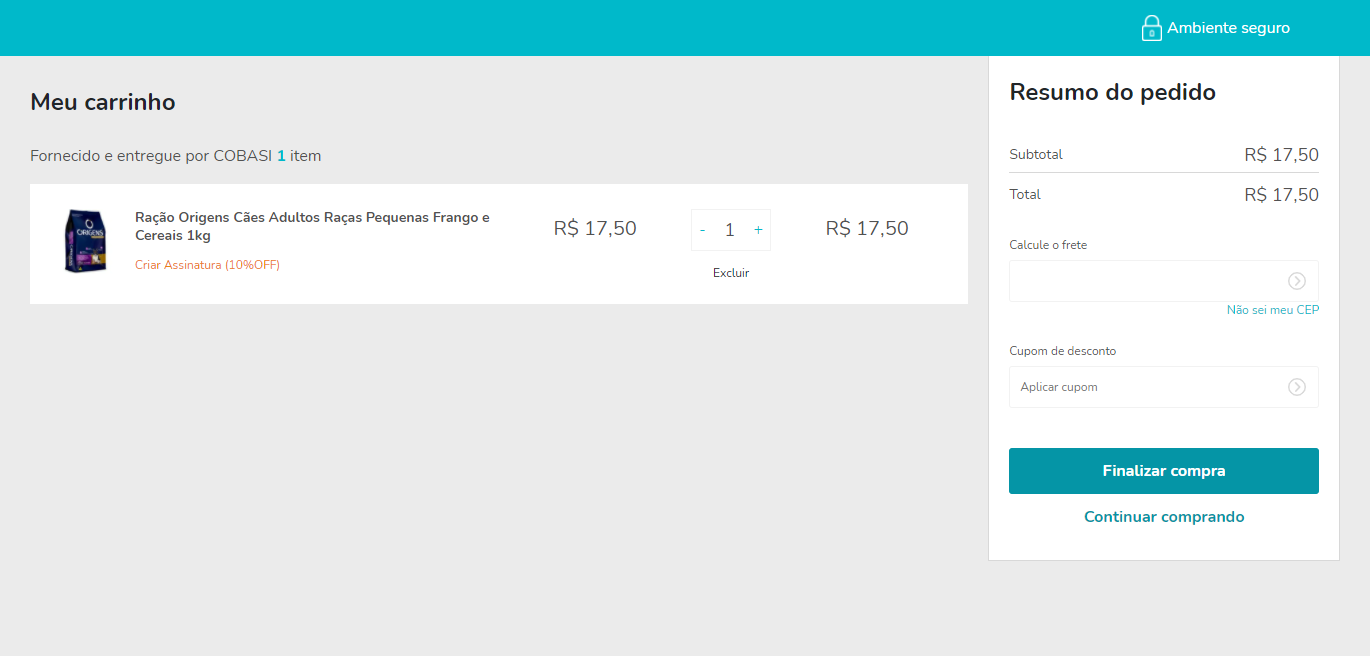 Ambiente seguro
Meu carrinho
Fornecido e entregue por COBASI 1 item
ORIGENS
Ração Origens Cães Adultos Raças Pequenas Frango e
Cereais 1kg
Criar Assinatura (10%OFF)
R$ 17,50
- 1 +
Excluir
R$ 17,50
Resumo do pedido
Subtotal R$ 17,50
Total R$ 17,50
Calcule o frete
Não sei meu CEP
Cupom de desconto
Aplicar cupom
Finalizar compra
Continuar comprando